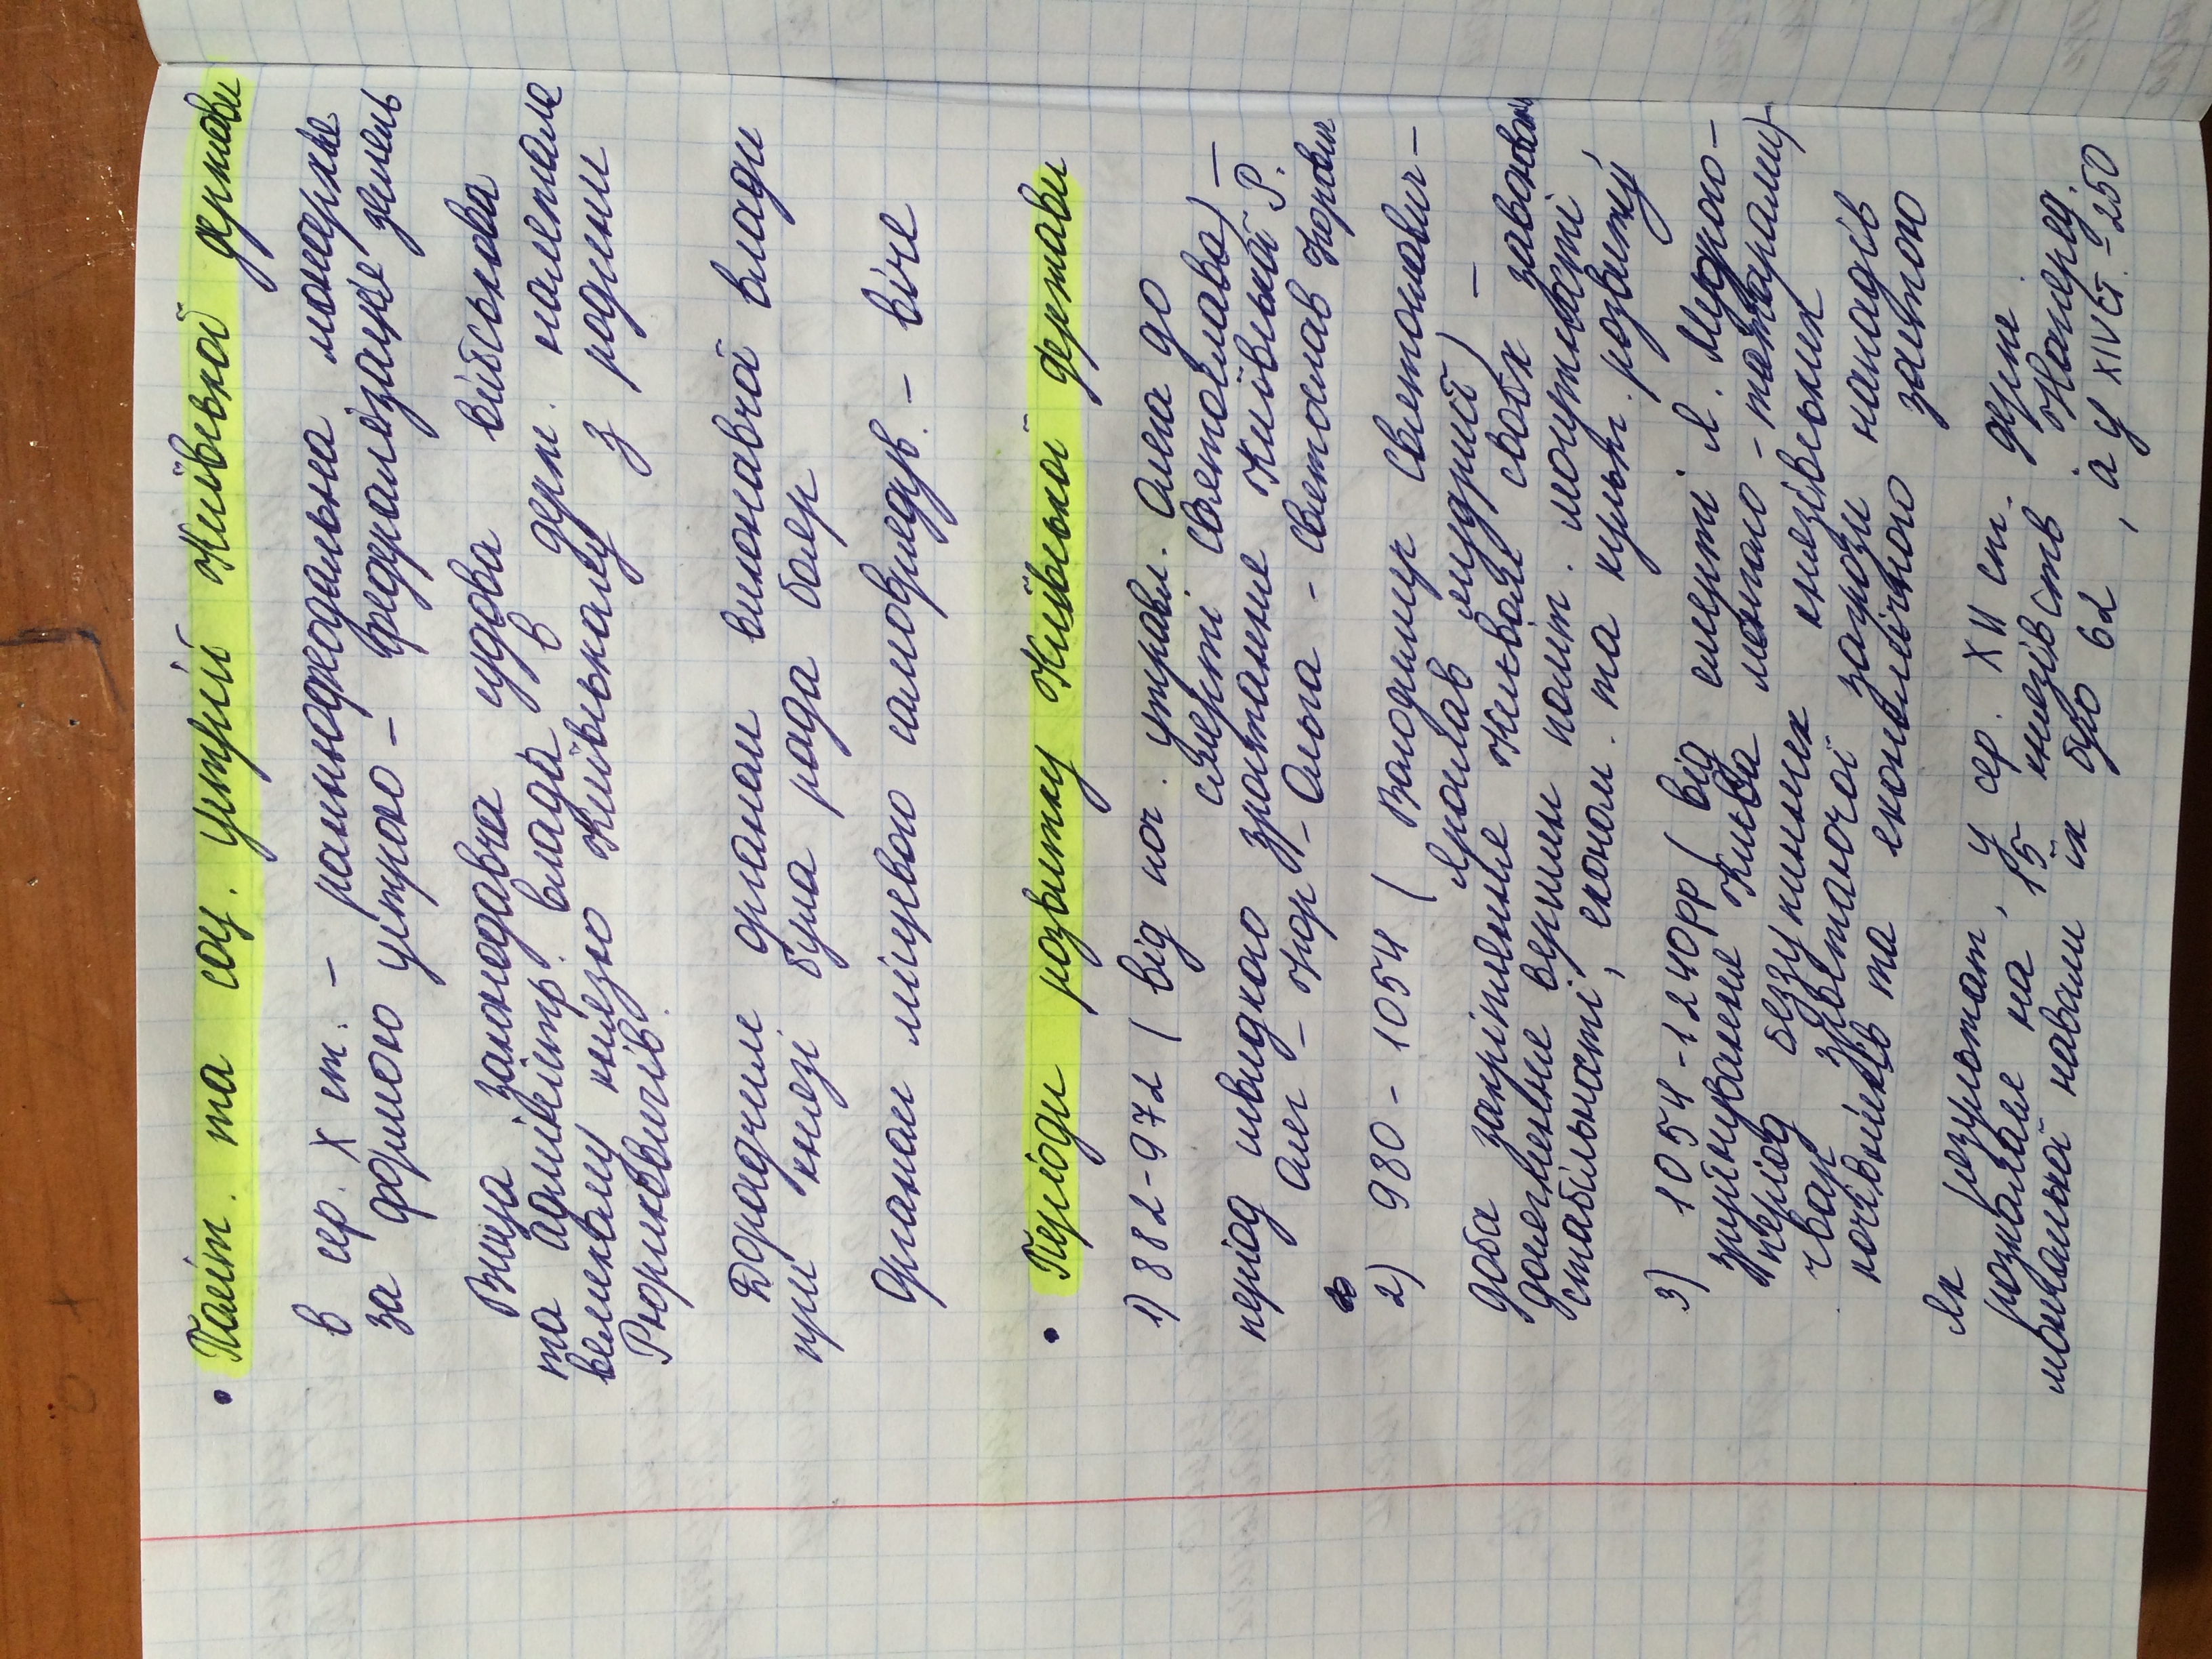 • Політ. та соц. устрій Київської держави
в сер. X ст. – ранньофеодальна монархія
за формою устрою – федералізація земель
Вища, законодавча, судова військова
та адміністр. влада в держ. належала
великому князю Київському з родини
Рюриковичів.
Дорадчим органом виконавчої влади
при князі була рада бояр
Органом місцевого самоврядув. – віче
• Періоди розвитку Київської держави
1) 882-972 ( від поч. управл. Олега до
смерті Святослава) –
період швидкого зростання Київської Р.
Олег – Ігор – Ольга – Святослав Ігорович
2) 980 – 1054 ( Володимир Святославич –
Ярослав мудрий) –
доба закріплення Києвом своїх завоювань
досягнення вершин політ. могутності,
стабільності, економ. та культ. розвитку
3) 1054-1240рр ( від смерті Я. Мудрого –
зруйнування Києва монголо-татарами)–
період беззупинних князівських
чвар, зростаючої загрози нападів
кочівників та економічного застою
Як результат, у сер. XII ст. держ.
розпалася на 15 князівств. Наперед.
монгольської навали їх було 62, а у XIV ст. – 250